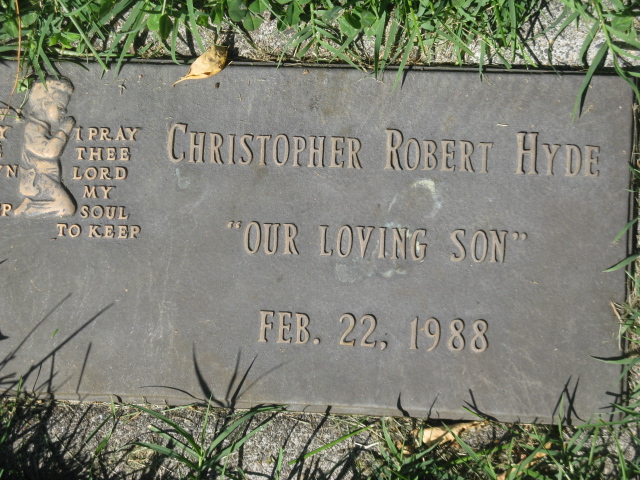 I PRAY
THEE
LORD
MY
SOUL
TO KEEP
CHRISTOPHER ROBERT HYDE
"OUR LOVING SON"
FEB. 22, 1988